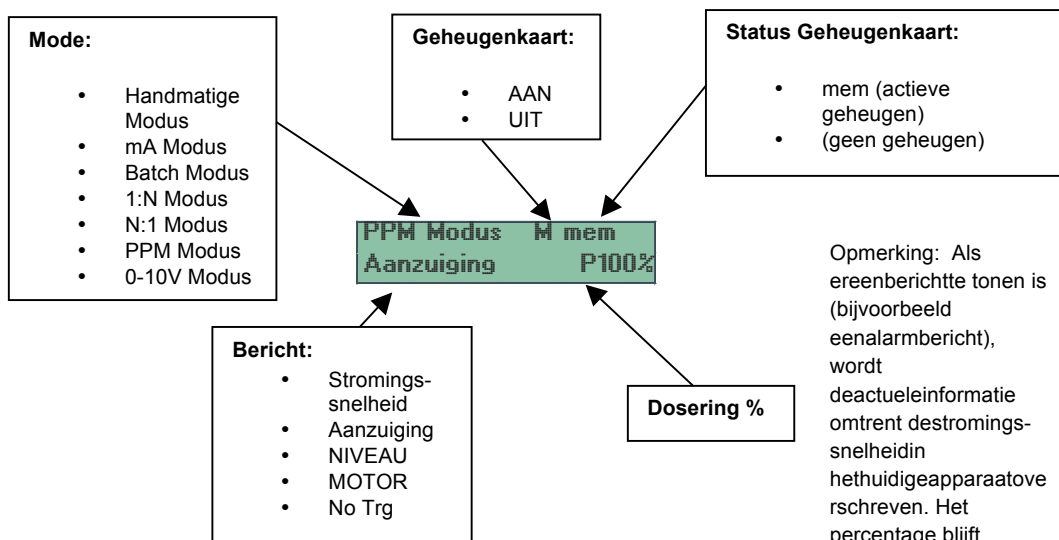 Mode:
• Handmatige
Modus
• mA Modus
• Batch Modus
• 1:N Modus
• N:1 Modus
• PPM Modus
• 0-10V Modus
Geheugenkaart:
• AAN
• UIT
Status Geheugenkaart:
• mem (actieve
geheugen)
• (geen geheugen)
PPM Modus M mem
Aanzuiging P100%
Bericht:
• Stromings-
snelheid
• Aanzuiging
• NIVEAU
• MOTOR
• No Trg
Dosering %
Opmerking: Als
ereenberichtte tonen is
(bijvoorbeeld
eenalarmbericht),
wordt
deactueleinformatie
omtrent destromings-
snelheidin
hethuidigeapparaatove
rschreven. Het
percentage blijft